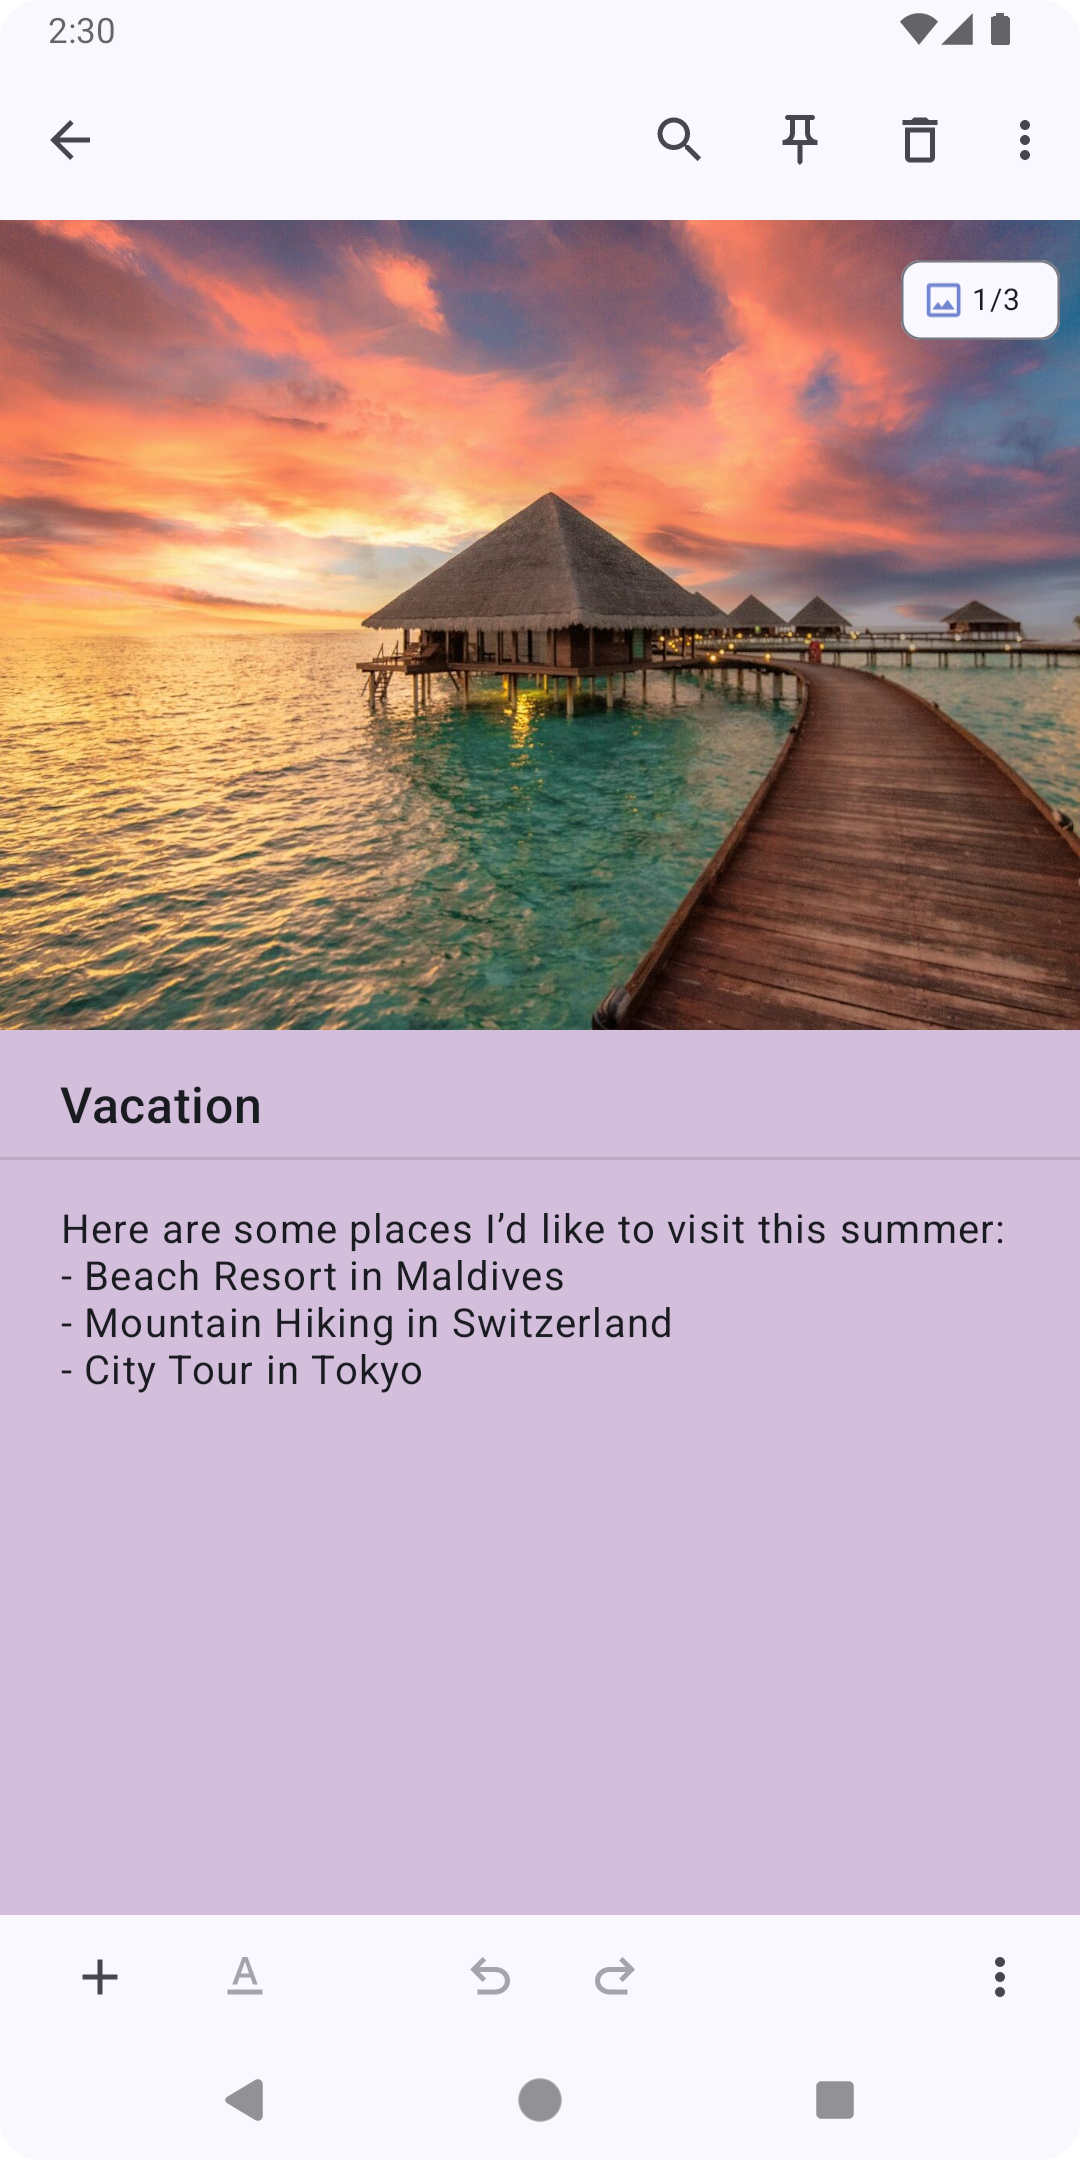 2:30
1/3
Vacation
Here are some places I’d like to visit this summer:
- Beach Resort in Maldives
- Mountain Hiking in Switzerland
- City Tour in Tokyo
A